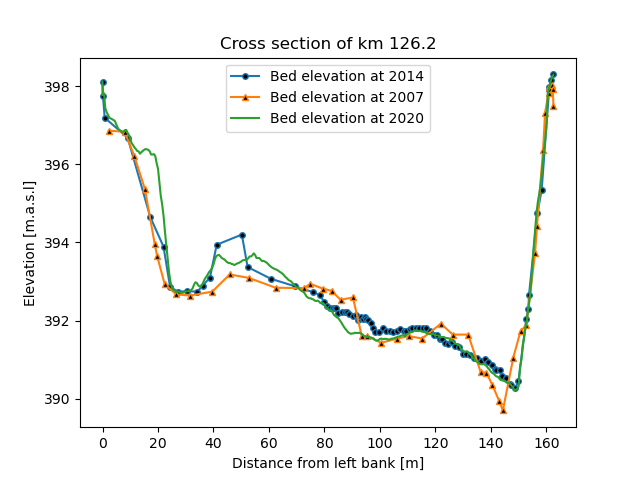 Cross section of km 126.2
Bed elevation at 2014
Bed elevation at 2007
Bed elevation at 2020
Elevation [m.a.s.l]
398
396
394
392
390
0 20 40 60 80 100 120 140 160
Distance from left bank [m]